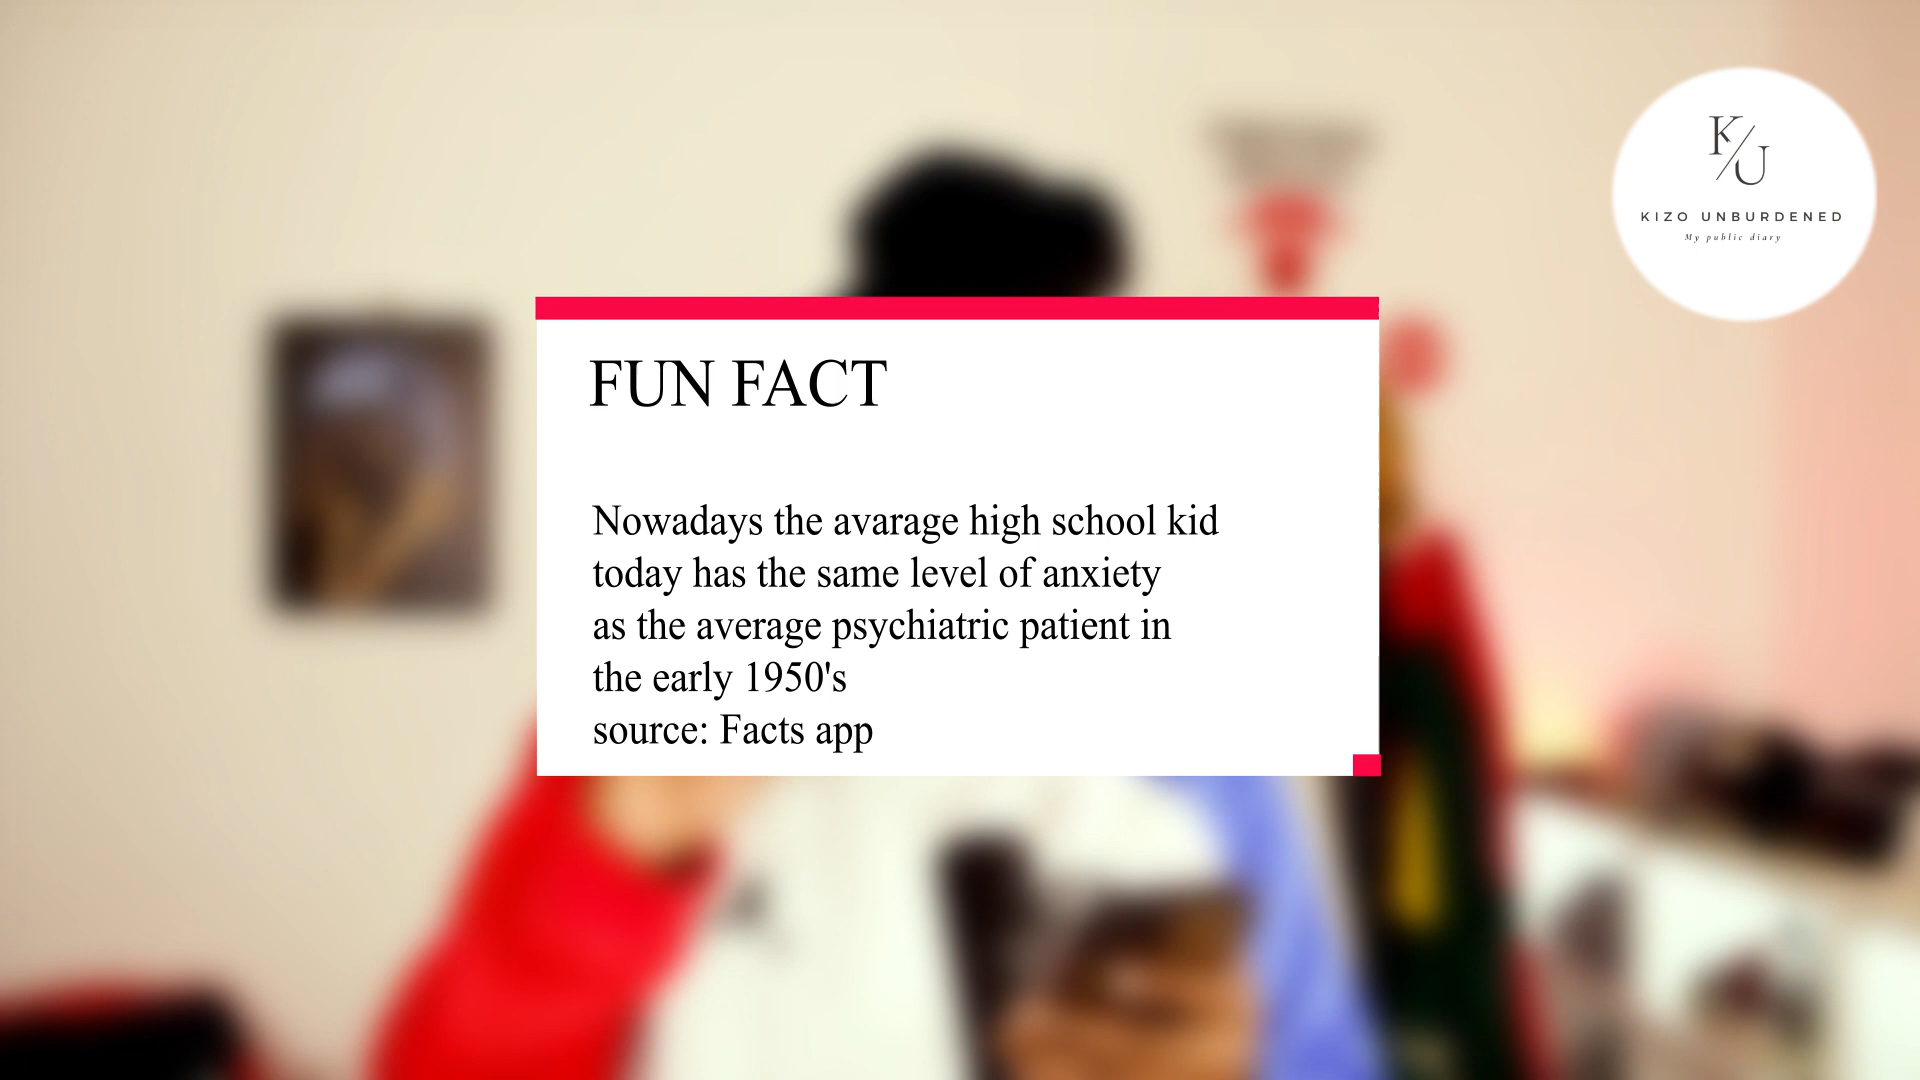 K/U
KIZO UNBURDENED
My public diary
FUN FACT
Nowadays the avarage high school kid
today has the same level of anxiety
as the average psychiatric patient in
the early 1950's
source: Facts app